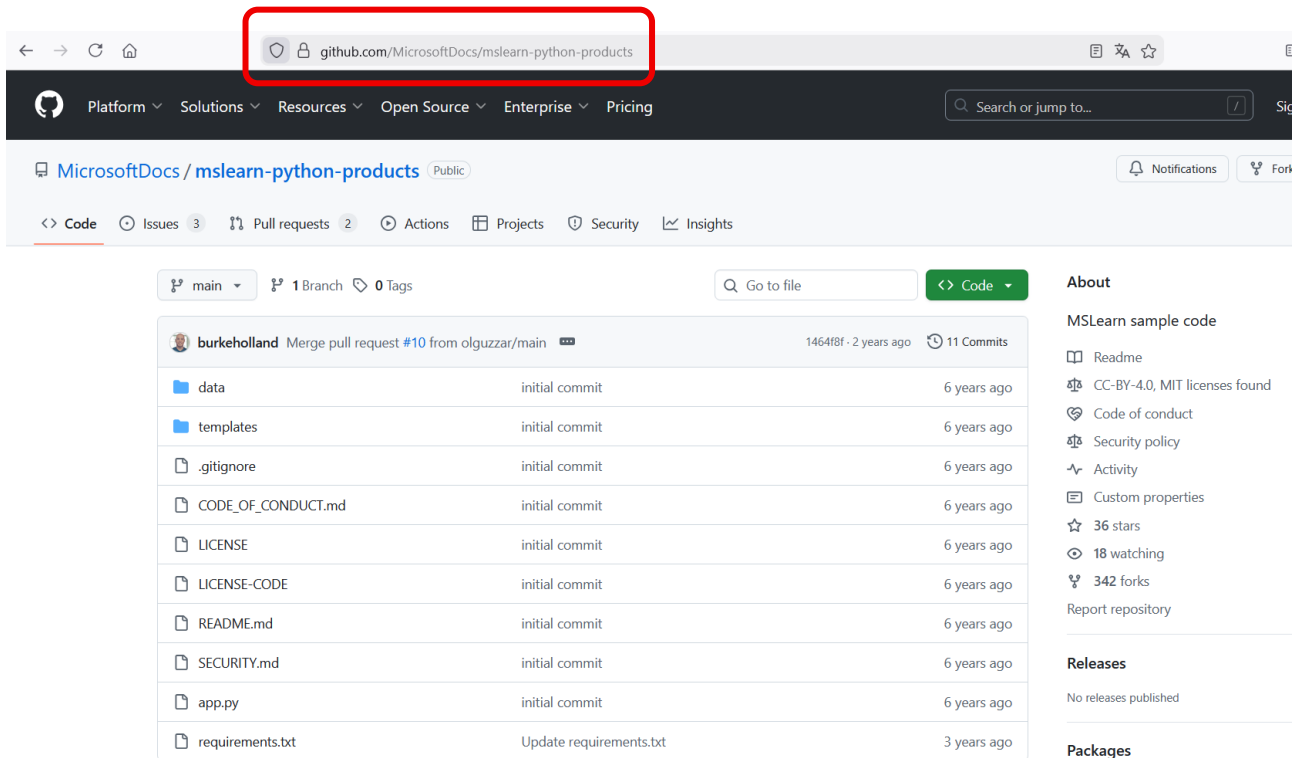 github.com/MicrosoftDocs/mslearn-python-products
Platform Solutions Resources Open Source Enterprise Pricing Search or jump to... /
MicrosoftDocs / mslearn-python-products Public Notifications Fork
<> Code Issues 3 Pull requests 2 Actions Projects Security Insights
main 1 Branch 0 Tags Go to file <> Code
burkeholland Merge pull request #10 from olguzzar/main 1464f8f · 2 years ago 11 Commits
data initial commit 6 years ago
templates initial commit 6 years ago
.gitignore initial commit 6 years ago
CODE_OF_CONDUCT.md initial commit 6 years ago
LICENSE initial commit 6 years ago
LICENSE-CODE initial commit 6 years ago
README.md initial commit 6 years ago
SECURITY.md initial commit 6 years ago
app.py initial commit 6 years ago
requirements.txt Update requirements.txt 3 years ago
About
MSLearn sample code
Readme
CC-BY-4.0, MIT licenses found
Code of conduct
Security policy
Activity
Custom properties
36 stars
18 watching
342 forks
Report repository
Releases
No releases published
Packages